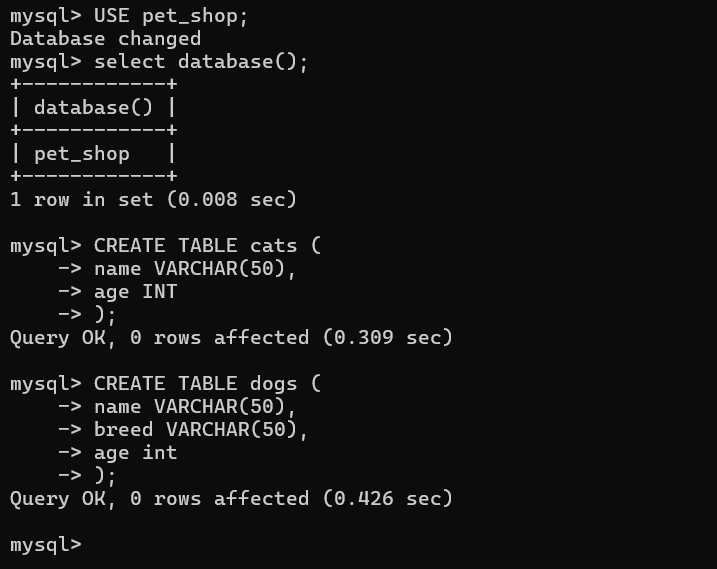 mysql> USE pet_shop;
Database changed
mysql> select database();
+------------+
| database() |
+------------+
| pet_shop   |
+------------+
1 row in set (0.008 sec)

mysql> CREATE TABLE cats (
    -> name VARCHAR(50),
    -> age INT
    -> );
Query OK, 0 rows affected (0.309 sec)

mysql> CREATE TABLE dogs (
    -> name VARCHAR(50),
    -> breed VARCHAR(50),
    -> age int
    -> );
Query OK, 0 rows affected (0.426 sec)

mysql>